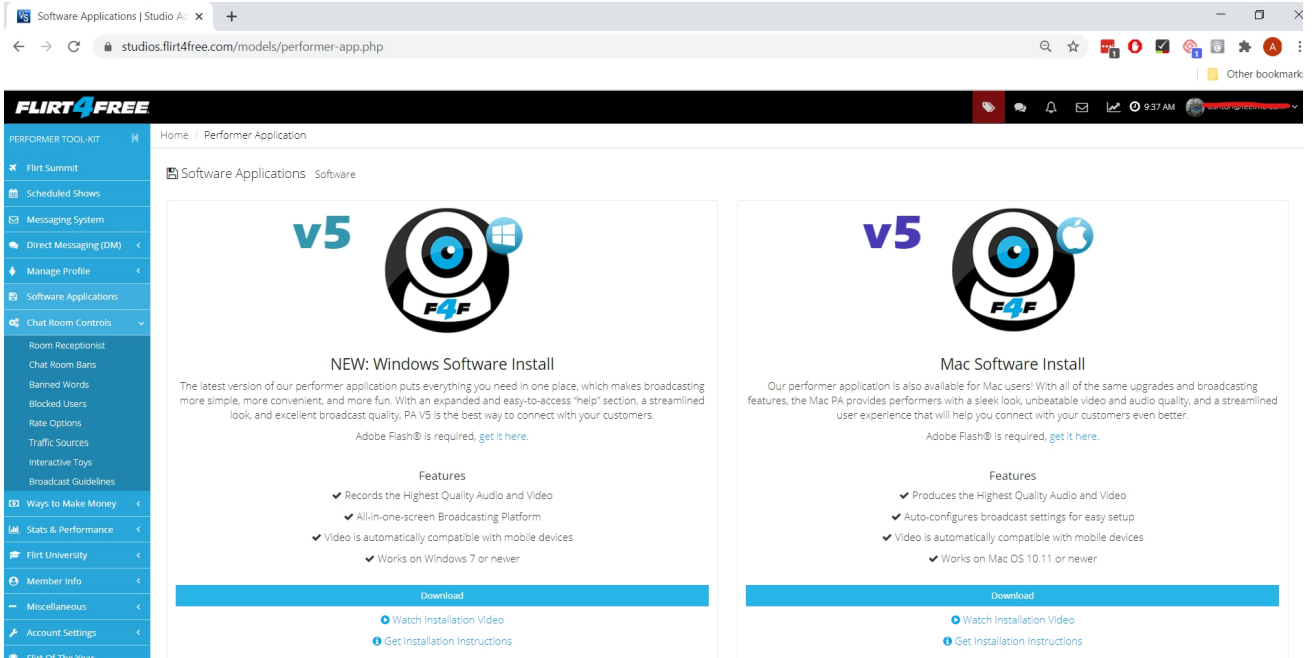 Software Applications | Studio Ad
studios.flirt4free.com/models/performer-app.php
1
1
A
Other bookmarks
FLIRT4FREE
9:37 AM
PERFORMER TOOL-KIT
Home / Performer Application
Flirt Summit
Scheduled Shows
Messaging System
Direct Messaging (DM)
Manage Profile
Software Applications
Chat Room Controls
Room Receptionist
Chat Room Bans
Banned Words
Blocked Users
Rate Options
Traffic Sources
Interactive Toys
Broadcast Guidelines
Ways to Make Money
Stats & Performance
Flirt University
Member Info
Miscellaneous
Account Settings
Flirt Of The Year
Software Applications Software
v5
F4F
NEW: Windows Software Install
The latest version of our performer application puts everything you need in one place, which makes broadcasting
more simple, more convenient, and more fun. With an expanded and easy-to-access "help" section, a streamlined
look, and excellent broadcast quality, PA V5 is the best way to connect with your customers.
Adobe Flash® is required, get it here.
Features
Records the Highest Quality Audio and Video
All-in-one-screen Broadcasting Platform
Video is automatically compatible with mobile devices
Works on Windows 7 or newer
Download
Watch Installation Video
Get Installation Instructions
v5
F4F
Mac Software Install
Our performer application is also available for Mac users! With all of the same upgrades and broadcasting
features, the Mac PA provides performers with a sleek look, unbeatable video and audio quality, and a streamlined
user experience that will help you connect with your customers even better.
Adobe Flash® is required, get it here.
Features
Produces the Highest Quality Audio and Video
Auto-configures broadcast settings for easy setup
Video is automatically compatible with mobile devices
Works on Mac OS 10.11 or newer
Download
Watch Installation Video
Get Installation Instructions